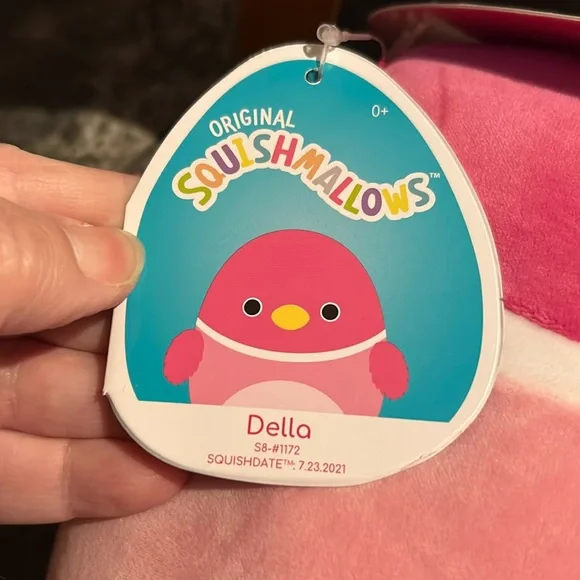 0+
ORIGINAL
SQUISHMALLOWS™
Della
S8-#1172
SQUISHDATE™: 7.23.2021